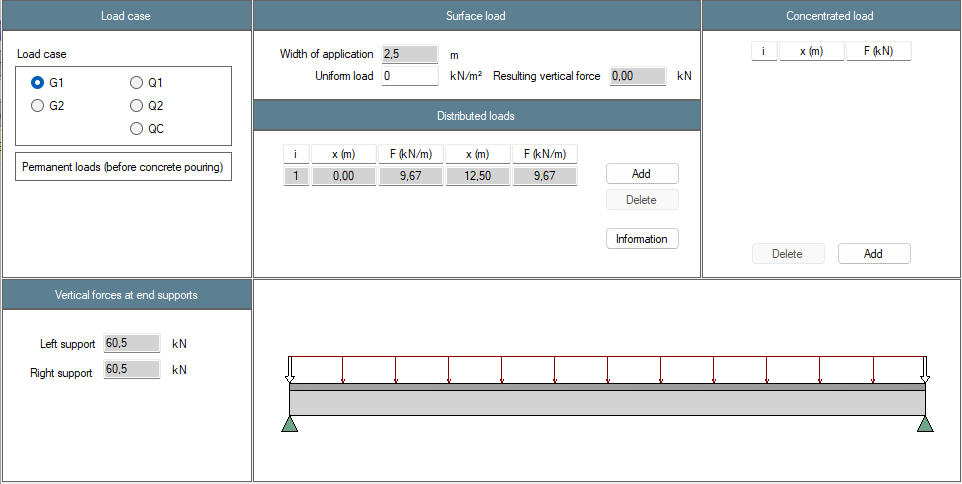 Load case
Surface load
Concentrated load
Load case
G1 Q1
G2 Q2
QC
Permanent loads (before concrete pouring)
Width of application 2,5 m
Uniform load 0 kN/m² Resulting vertical force 0,00 kN
Distributed loads
i x (m) F (kN/m) x (m) F (kN/m)
1 0,00 9,67 12,50 9,67
Add
Delete
Information
i x (m) F (kN)
Delete Add
Vertical forces at end supports
Left support 60,5 kN
Right support 60,5 kN